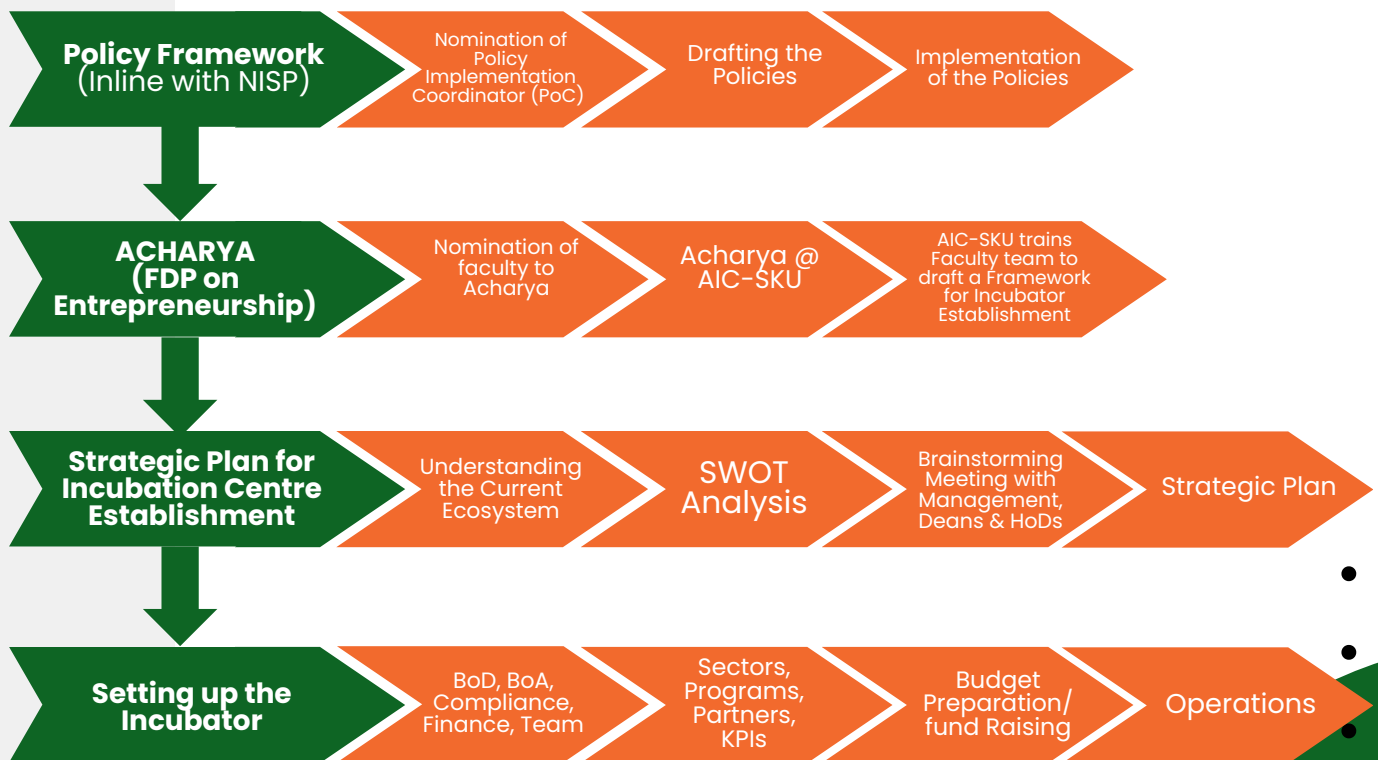 Policy Framework
(Inline with NISP)
Nomination of
Policy
Implementation
Coordinator (PoC)
Drafting the
Policies
Implementation
of the Policies
ACHARYA
(FDP on
Entrepreneurship)
Nomination of
faculty to
Acharya
Acharya @
AIC-SKU
AIC-SKU trains
Faculty team to
draft a Framework
for Incubator
Establishment
Strategic Plan for
Incubation Centre
Establishment
Understanding
the Current
Ecosystem
SWOT
Analysis
Brainstorming
Meeting with
Management,
Deans & HoDs
Strategic Plan
Setting up the
Incubator
BoD, BoA,
Compliance,
Finance, Team
Sectors,
Programs,
Partners,
KPIs
Budget
Preparation/
fund Raising
Operations